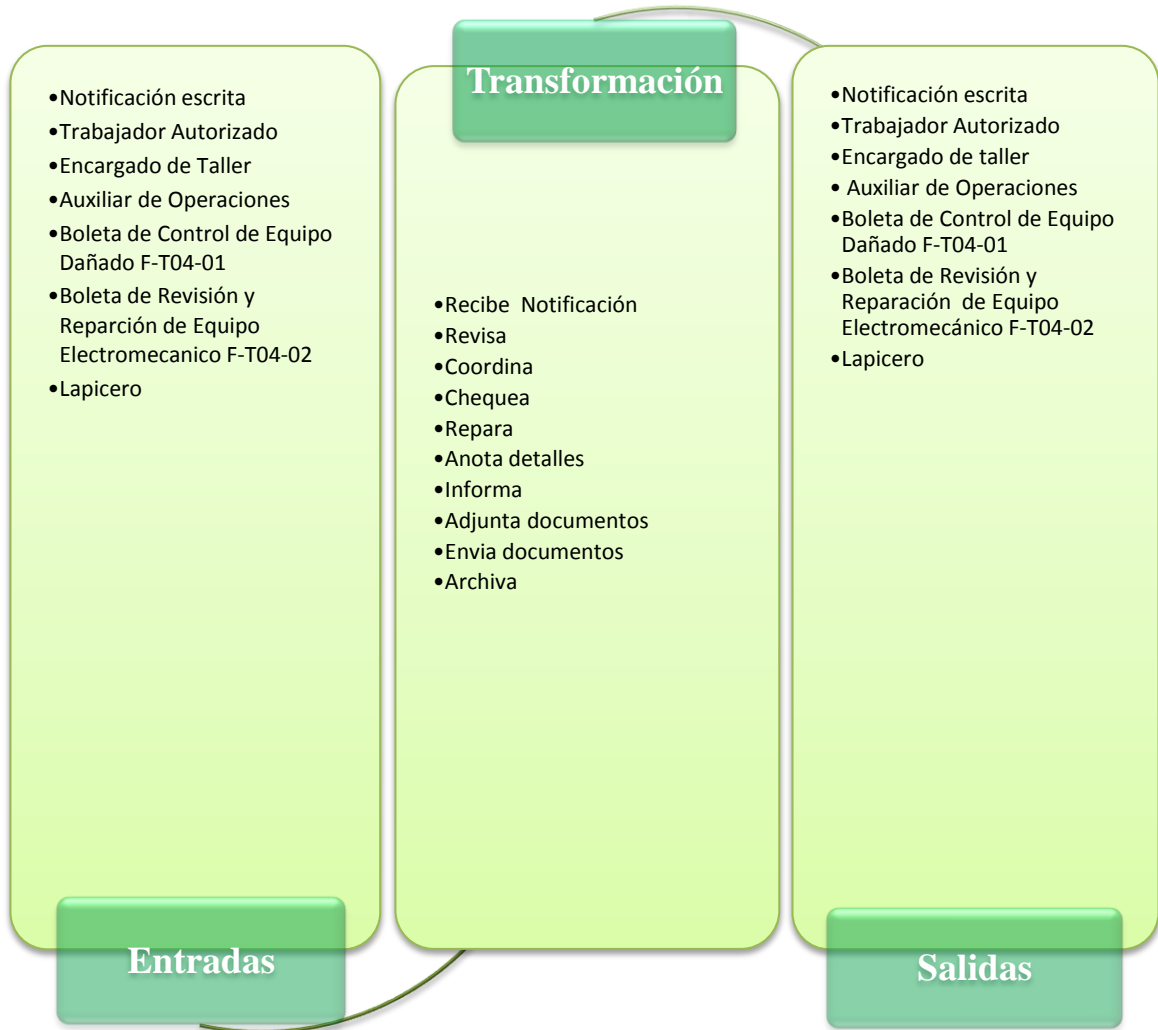 •Notificación escrita
•Trabajador Autorizado
•Encargado de Taller
•Auxiliar de Operaciones
•Boleta de Control de Equipo
Dañado F-T04-01
•Boleta de Revisión y
Reparción de Equipo
Electromecanico F-T04-02
•Lapicero
Entradas
Transformación
•Recibe  Notificación
•Revisa
•Coordina
•Chequea
•Repara
•Anota detalles
•Informa
•Adjunta documentos
•Envia documentos
•Archiva
•Notificación escrita
•Trabajador Autorizado
•Encargado de taller
• Auxiliar de Operaciones
•Boleta de Control de Equipo
Dañado F-T04-01
•Boleta de Revisión y
Reparación  de Equipo
Electromecánico F-T04-02
•Lapicero
Salidas